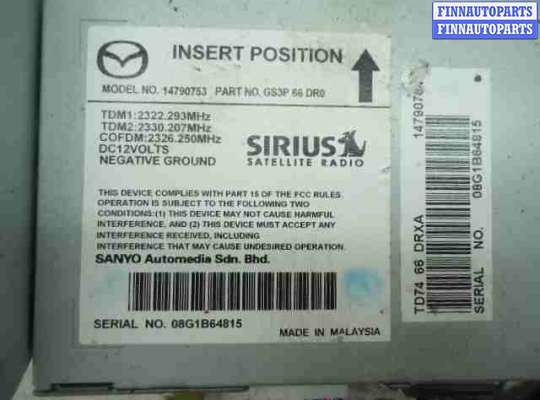 FINNAUTOPARTS
FINNAUTOPARTS
INSERT POSITION
MODEL NO. 14790753 PART NO. GS3P 66 DR0
TDM1:2322.293MHz
TDM2:2330.207MHz
COFDM:2326.250MHz
DC12VOLTS
NEGATIVE GROUND
SIRIUS
SATELLITE RADIO
THIS DEVICE COMPLIES WITH PART 15 OF THE FCC RULES.
OPERATION IS SUBJECT TO THE FOLLOWING TWO
CONDITIONS:(1) THIS DEVICE MAY NOT CAUSE HARMFUL
INTERFERENCE, AND (2) THIS DEVICE MUST ACCEPT ANY
INTERFERENCE RECEIVED, INCLUDING
INTERFERENCE THAT MAY CAUSE UNDESIRED OPERATION.
SANYO Automedia Sdn. Bhd.
SERIAL NO. 08G1B64815
MADE IN MALAYSIA
TD74 66 DRXA
SERIAL NO. 08G1B64815